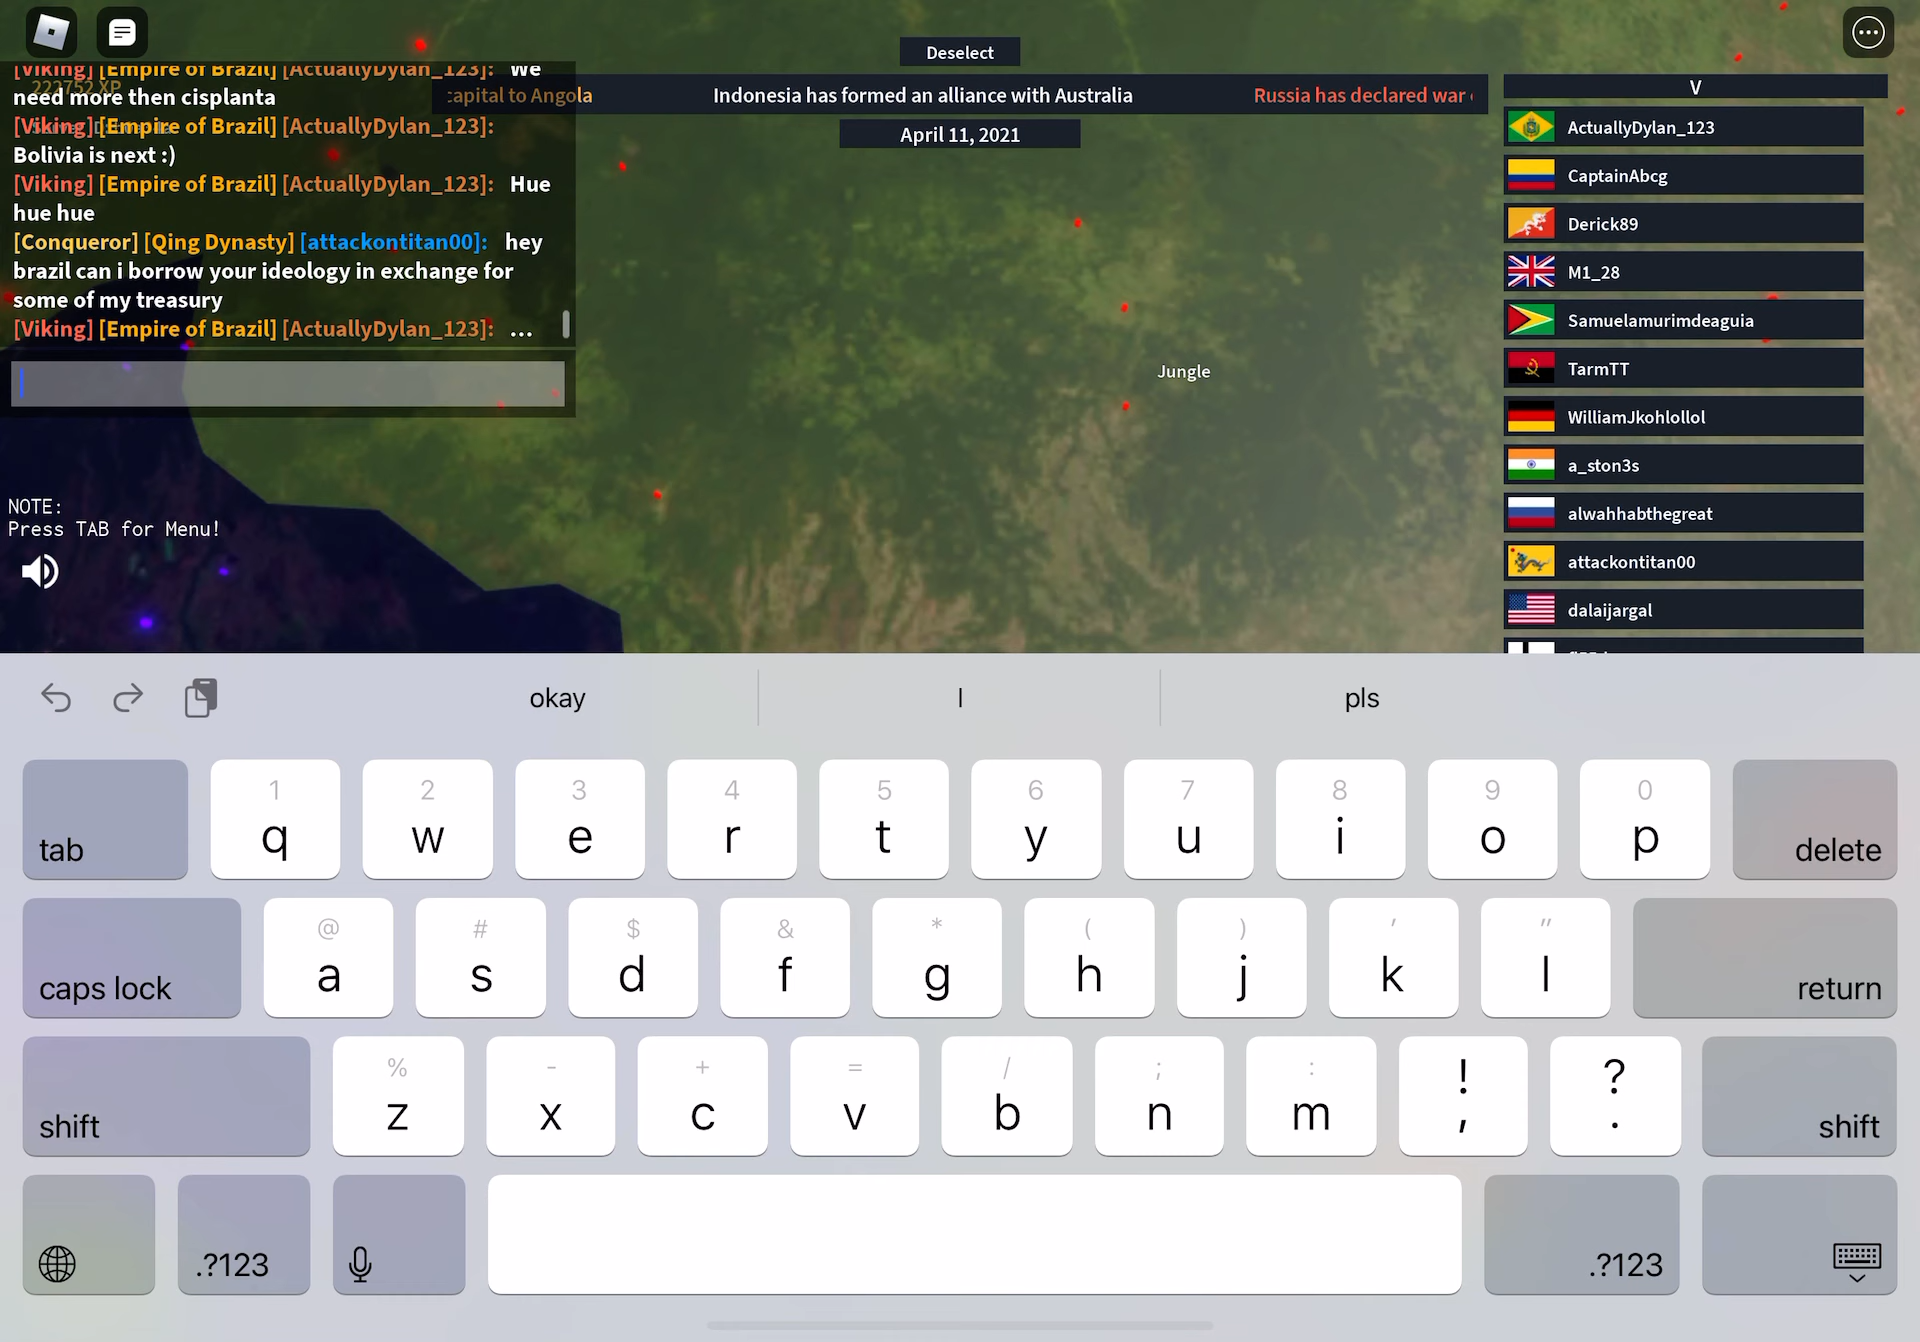 Deselect
[Viking] [Empire of Brazil] [ActuallyDylan_123]: We
need more then cisplanta
222752 XP
[Viking] [Empire of Brazil] [ActuallyDylan_123]:
Bolivia is next :)
[Viking] [Empire of Brazil] [ActuallyDylan_123]: Hue
hue hue
[Conqueror] [Qing Dynasty] [attackontitan00]: hey
brazil can i borrow your ideology in exchange for
some of my treasury
[Viking] [Empire of Brazil] [ActuallyDylan_123]: ...
capital to Angola Indonesia has formed an alliance with Australia Russia has declared war
April 11, 2021
Jungle
V
ActuallyDylan_123
CaptainAbcg
Derick89
M1_28
Samuelamurimdeaguia
TarmTT
WilliamJkohlollol
a_ston3s
alwahhabthegreat
attackontitan00
dalaijargal
NOTE:
Press TAB for Menu!
okay I pls
1 2 3 4 5 6 7 8 9 0
tab q w e r t y u i o p delete
@ # $ & * ( ) ' "
caps lock a s d f g h j k l return
% - + = / ; : ! ?
shift z x c v b n m , . shift
.?123 .?123